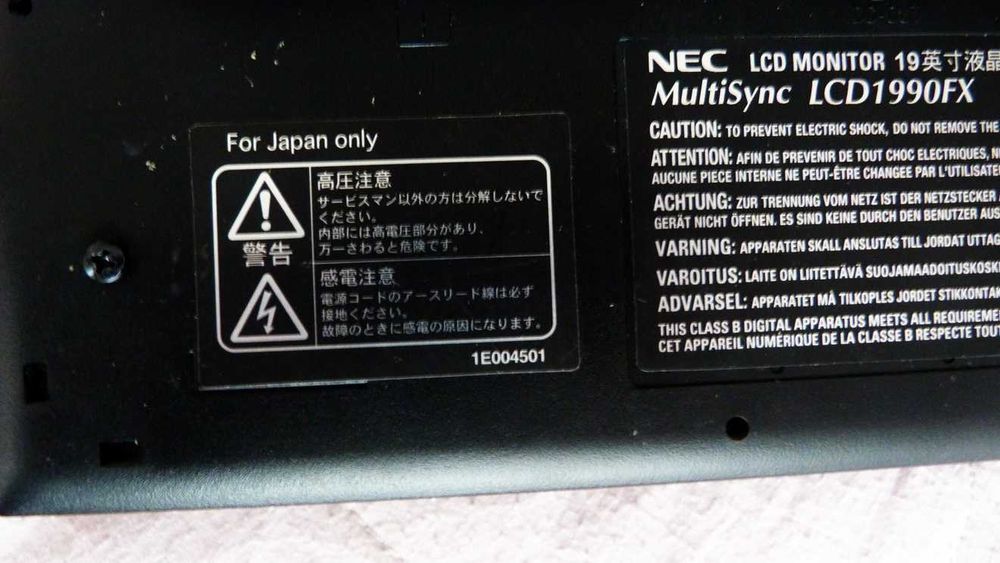 For Japan only
高圧注意
サービスマン以外の方は分解しないで
ください。
内部には高電圧部分があり、
万一さわると危険です。
警告
感電注意
電源コードのアースリード線は必ず
接地ください。
故障のときに感電の原因になります。
1E004501
NEC LCD MONITOR 19英寸液晶
MultiSync LCD1990FX
CAUTION: TO PREVENT ELECTRIC SHOCK, DO NOT REMOVE THE
ATTENTION: AFIN DE PREVENIR DE TOUT CHOC ELECTRIQUES,
AUCUNE PIECE INTERNE NE PEUT-ÊTRE CHANGEE PAR L'UTILISATE
ACHTUNG: ZUR TRENNUNG VOM NETZ IST DER NETZSTECKER
GERÄT NICHT ÖFFNEN. ES SIND KEINE DURCH DEN BENUTZER AUS
VARNING: APPARATEN SKALL ANSLUTAS TILL JORDAT UTTAG
VAROITUS: LAITE ON LIITETTÄVÄ SUOJAMAADOITUSKOSK
ADVARSEL: APPARATET MÅ TILKOPLES JORDET STIKKONTAK
THIS CLASS B DIGITAL APPARATUS MEETS ALL REQUIREME
CET APPAREIL NUMÉRIQUE DE LA CLASSE B RESPECTE TOU